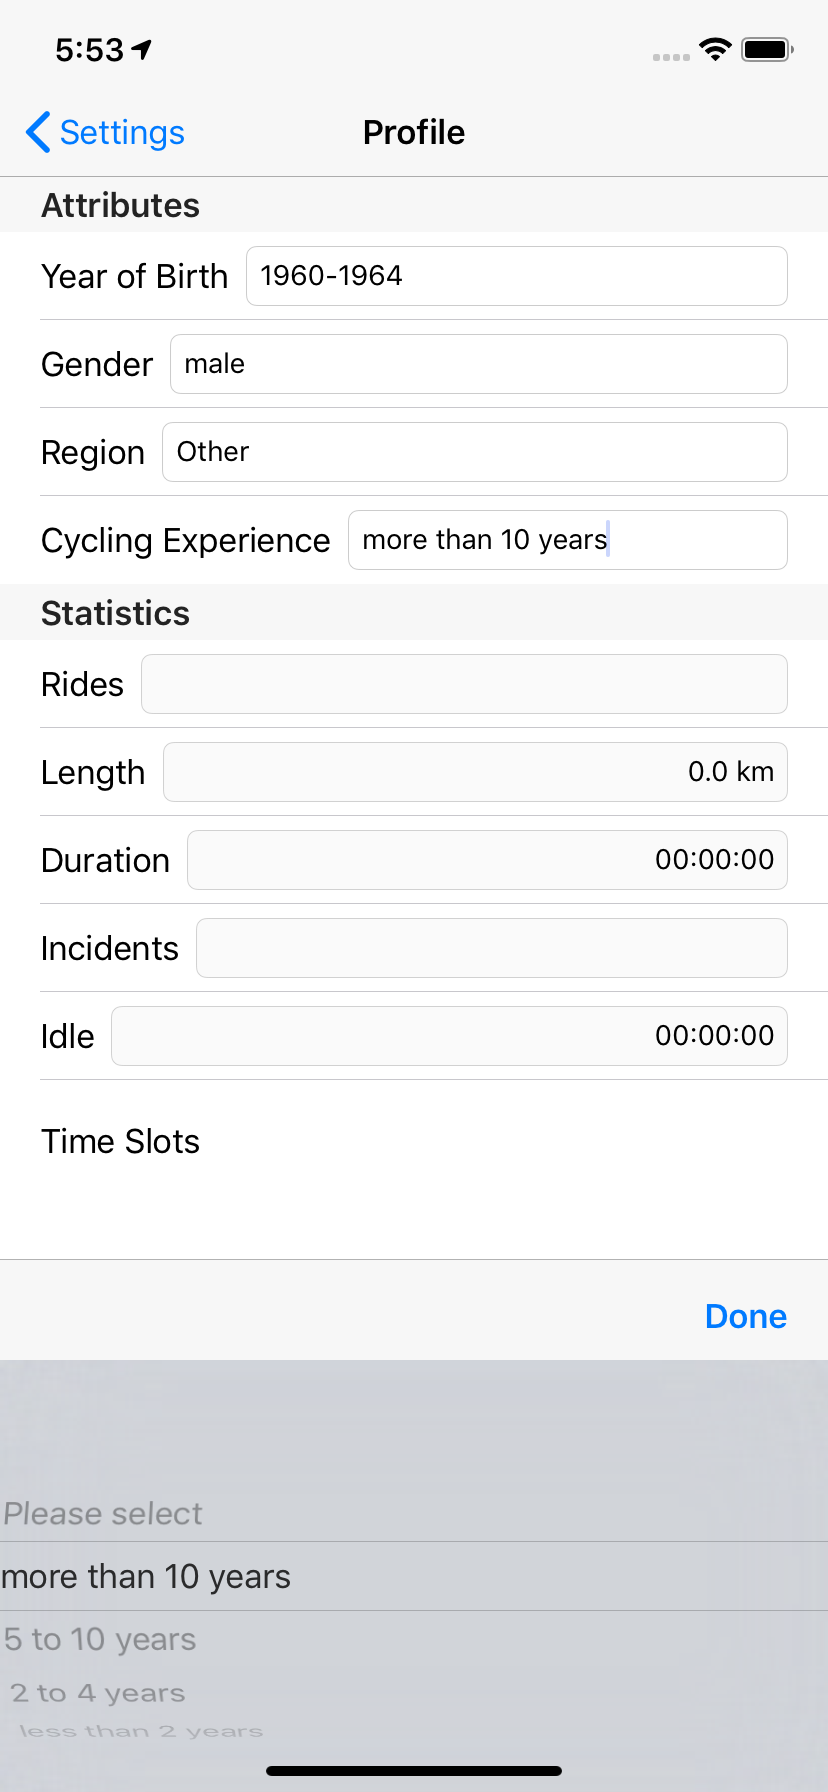 5:53
Settings
Profile
Attributes
Year of Birth 1960-1964
Gender male
Region Other
Cycling Experience more than 10 years
Statistics
Rides
Length 0.0 km
Duration 00:00:00
Incidents
Idle 00:00:00
Time Slots
Done
Please select
more than 10 years
5 to 10 years
2 to 4 years
less than 2 years